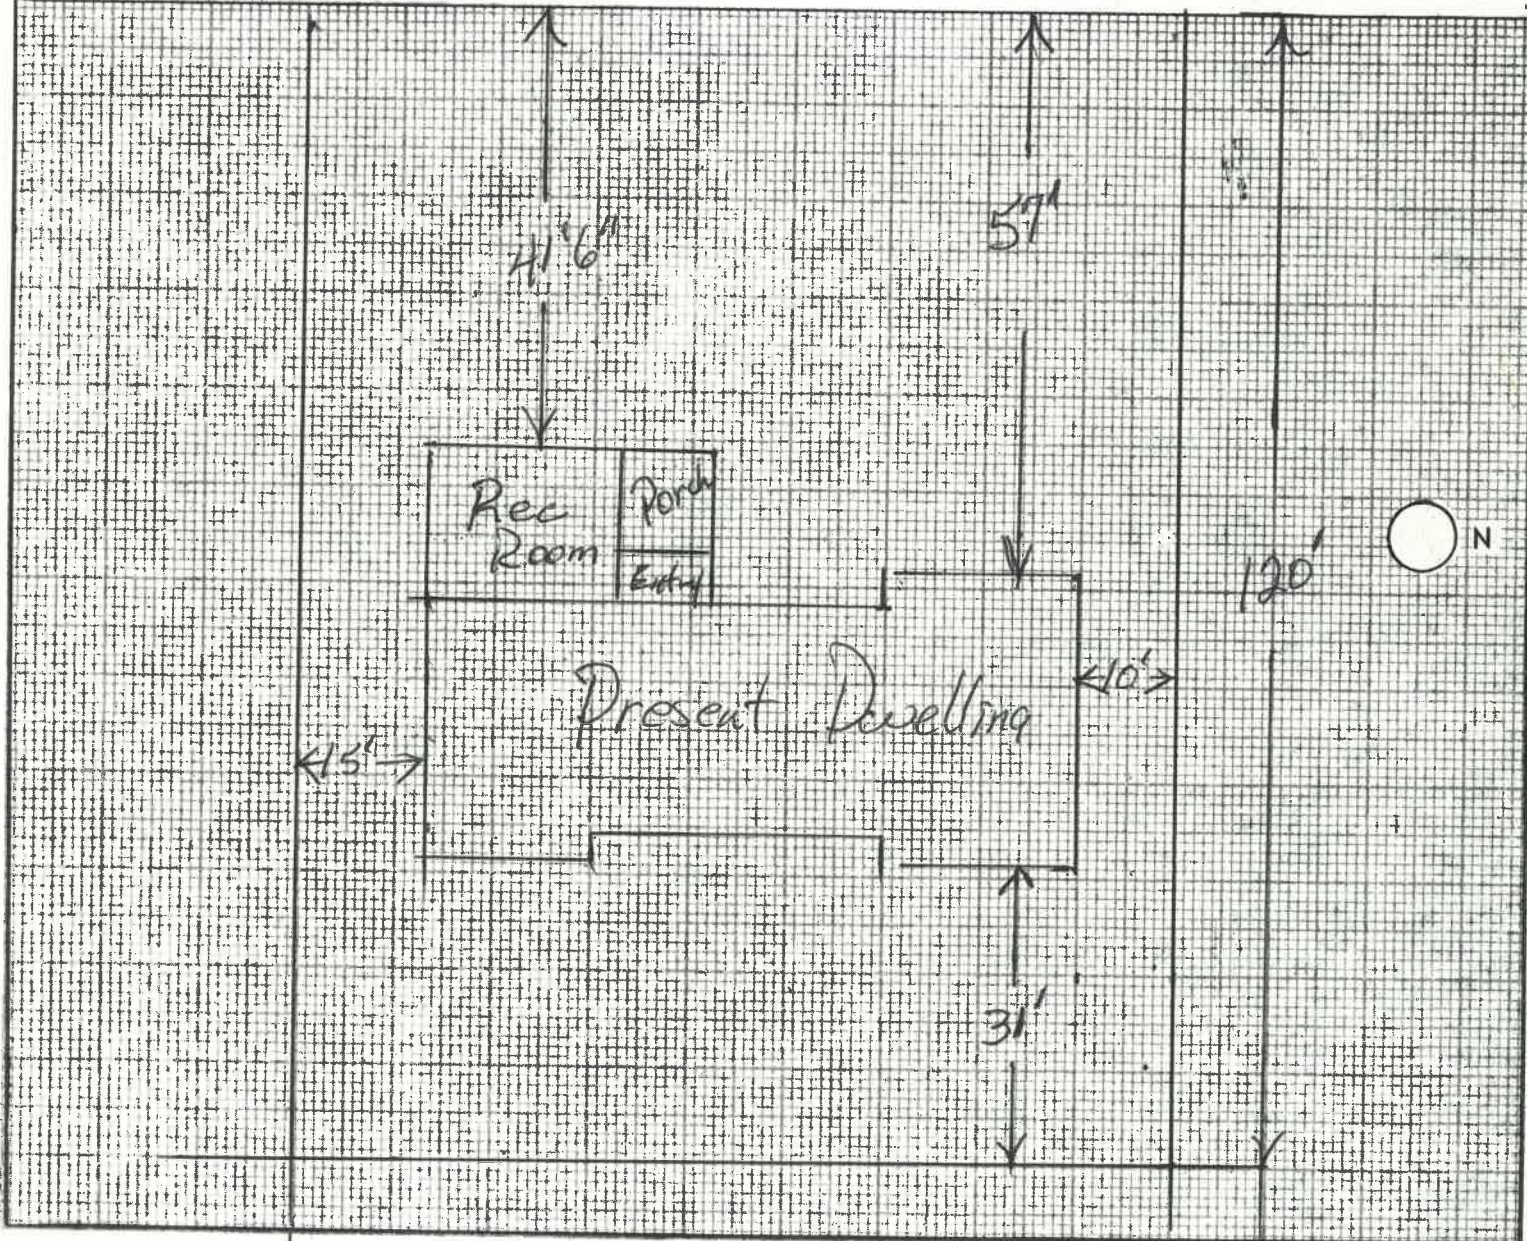 41'6"
57'
Rec
Room
Porch
Entry
N
120'
Present Dwelling
10'
15'
31'